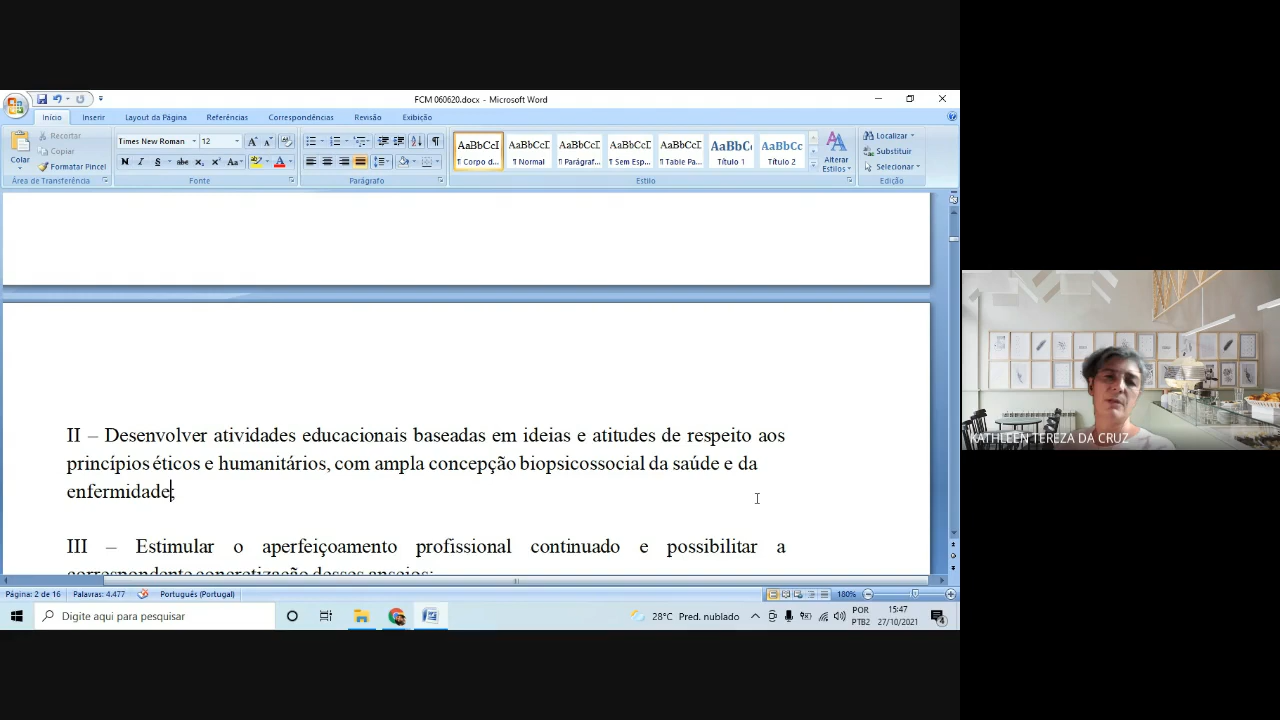 FCM 060620.docx - Microsoft Word
Início Inserir Layout da Página Referências Correspondências Revisão Exibição
Colar
Recortar
Copiar
Formatar Pincel
Área de Transferência
Times New Roman 12
Fonte
Parágrafo
AaBbCcI AaBbCcI AaBbCcI AaBbCcI AaBbCcI AaBbCc AaBbCc
¶ Corpo d... ¶ Normal ¶ Parágraf... ¶ Sem Esp... ¶ Table Pa... Título 1 Título 2
Alterar
Estilos
Estilo
Localizar
Substituir
Selecionar
Edição
II – Desenvolver atividades educacionais baseadas em ideias e atitudes de respeito aos
princípios éticos e humanitários, com ampla concepção biopsicossocial da saúde e da
enfermidade;
III – Estimular o aperfeiçoamento profissional continuado e possibilitar a
correspondente concretização desses anseios;
KATHLEEN TEREZA DA CRUZ
Página: 2 de 16 Palavras: 4.477 Português (Portugal) 180%
Digite aqui para pesquisar
28°C Pred. nublado
POR
PTB2
15:47
27/10/2021
4